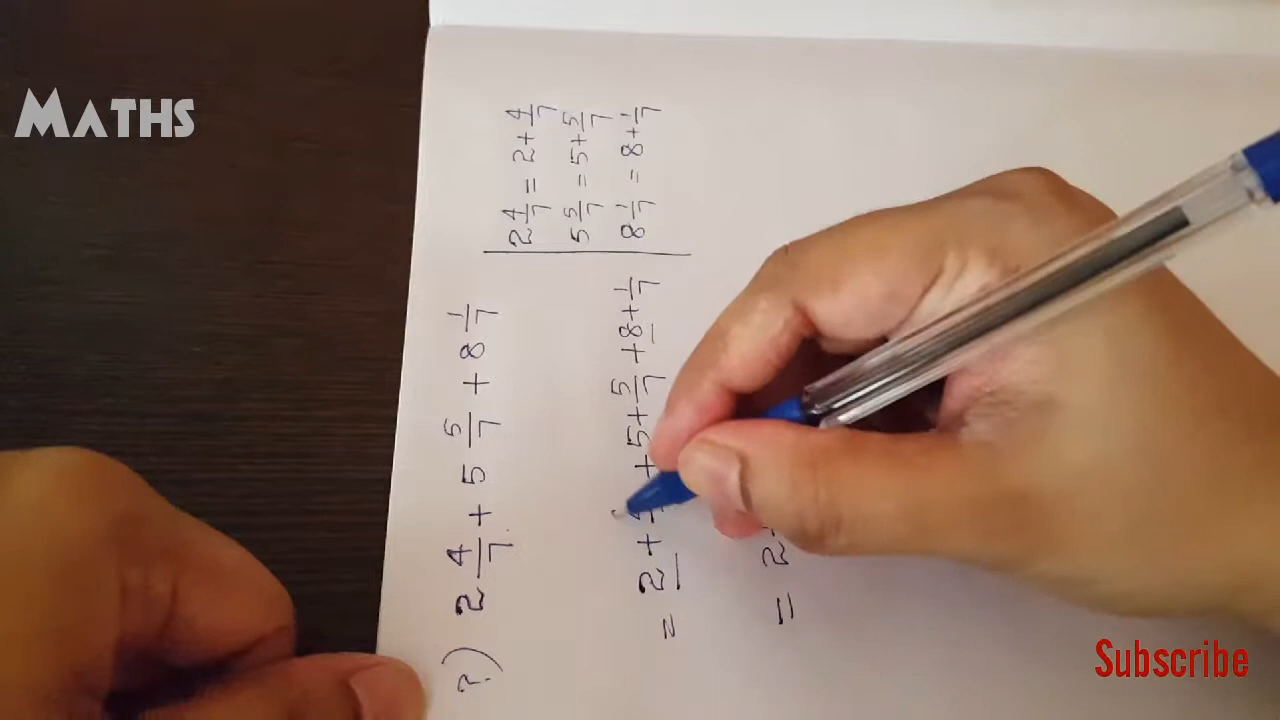 MATHS
?) 2 4/7 + 5 5/7 + 8 1/7
2 4/7 = 2 + 4/7
5 5/7 = 5 + 5/7
8 1/7 = 8 + 1/7
= 2 + + 5 + 5/7 + 8 + 1/7
= 2
Subscribe